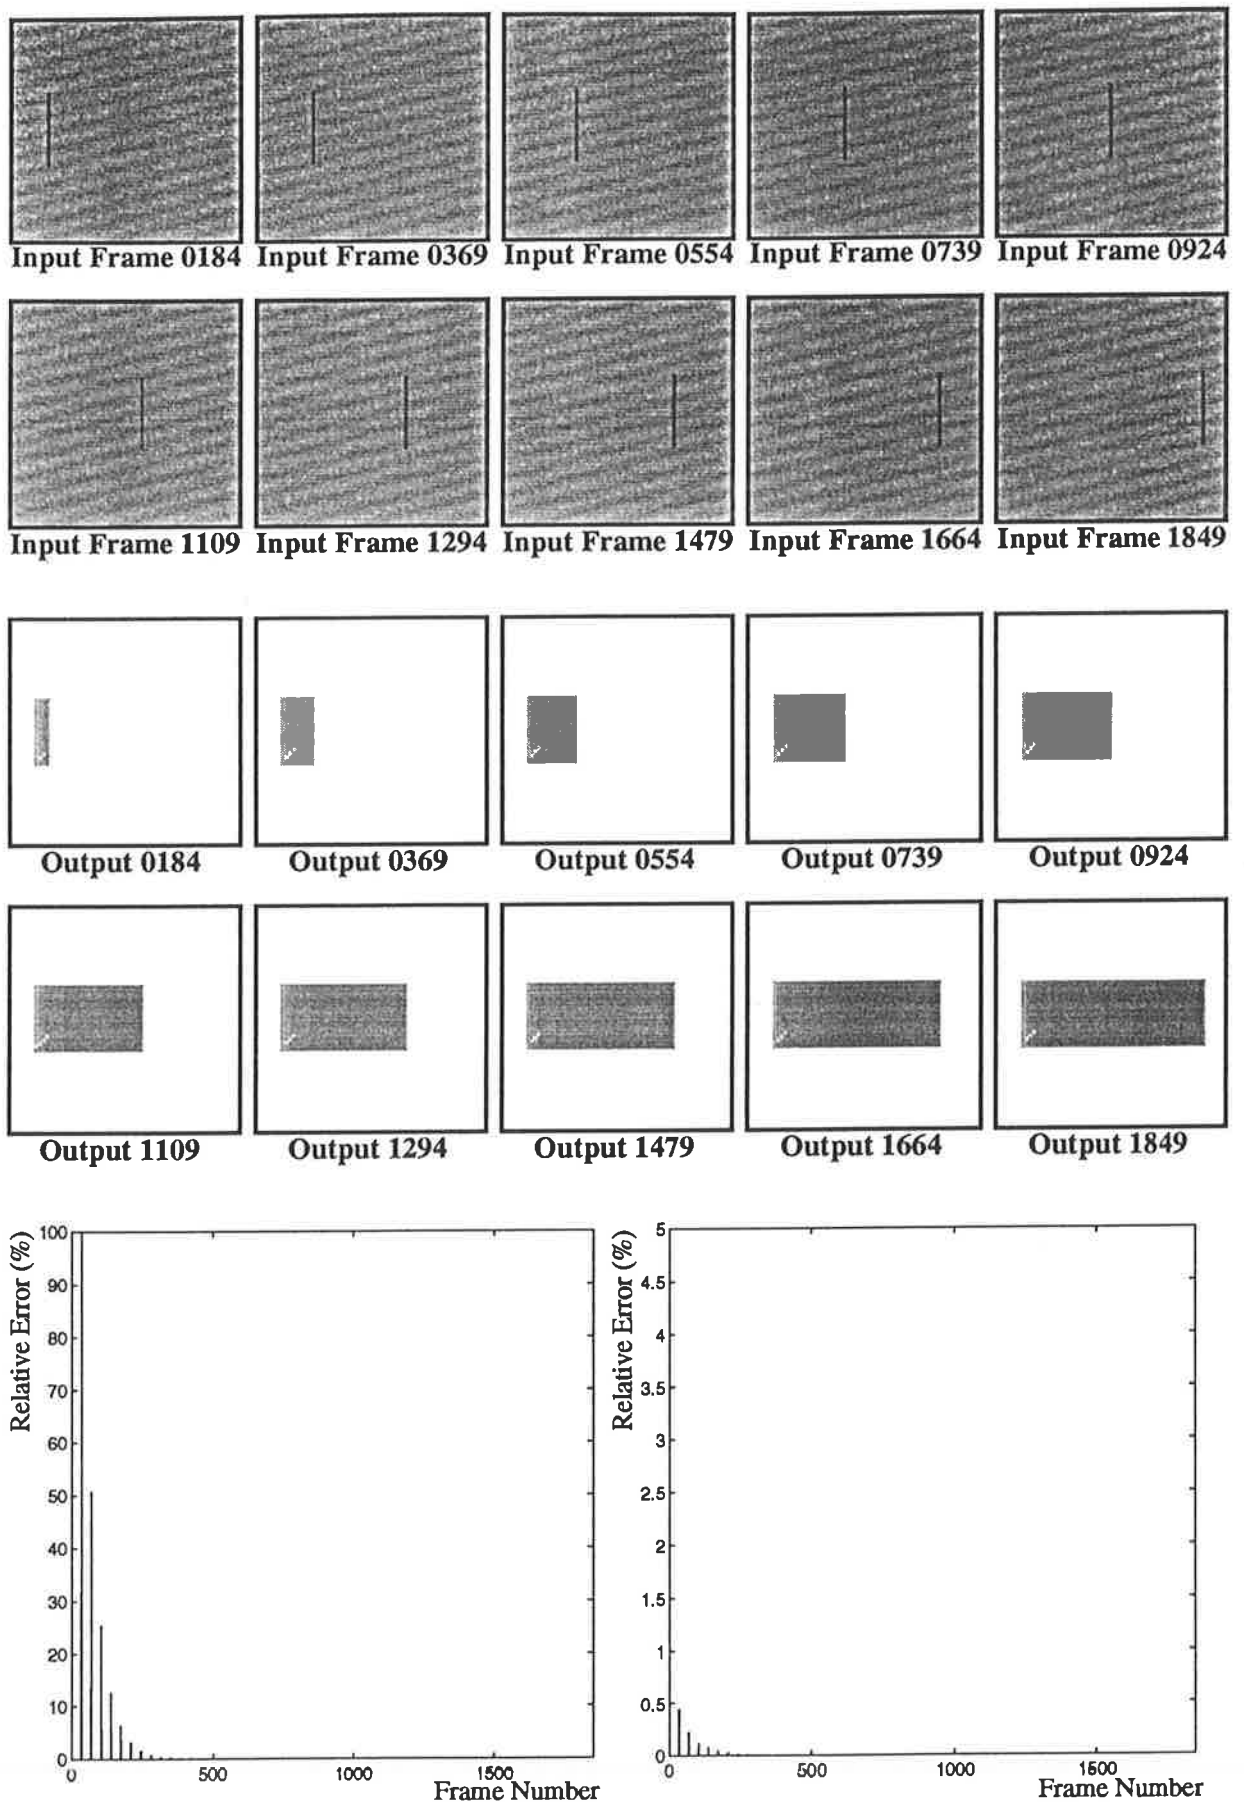 Input Frame 0184 Input Frame 0369 Input Frame 0554 Input Frame 0739 Input Frame 0924
Input Frame 1109 Input Frame 1294 Input Frame 1479 Input Frame 1664 Input Frame 1849
Output 0184 Output 0369 Output 0554 Output 0739 Output 0924
Output 1109 Output 1294 Output 1479 Output 1664 Output 1849
Relative Error (%)
100
90
80
70
60
50
40
30
20
10
0
0 500 1000 1500
Frame Number
Relative Error (%)
5
4.5
4
3.5
3
2.5
2
1.5
1
0.5
0
0 500 1000 1500
Frame Number